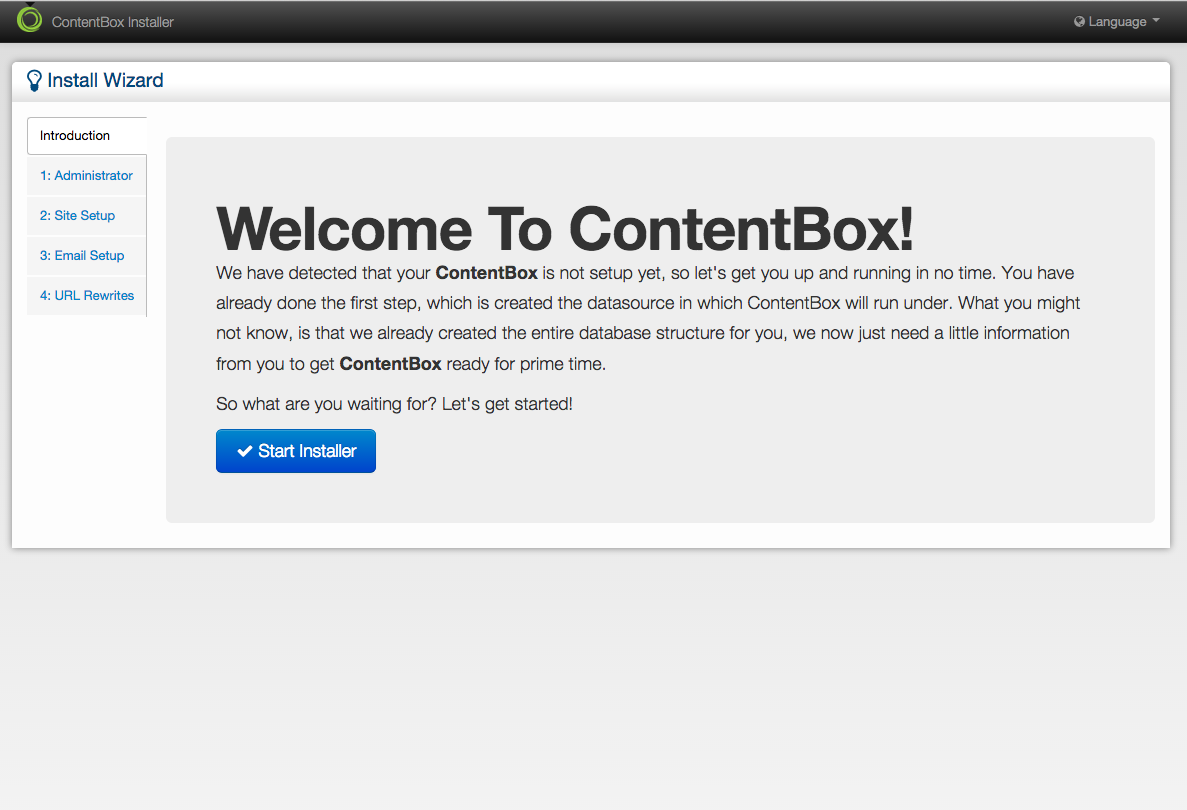 ContentBox Installer
Language
Install Wizard
Introduction
1: Administrator
2: Site Setup
3: Email Setup
4: URL Rewrites
Welcome To ContentBox!
We have detected that your ContentBox is not setup yet, so let's get you up and running in no time. You have
already done the first step, which is created the datasource in which ContentBox will run under. What you might
not know, is that we already created the entire database structure for you, we now just need a little information
from you to get ContentBox ready for prime time.
So what are you waiting for? Let's get started!
Start Installer